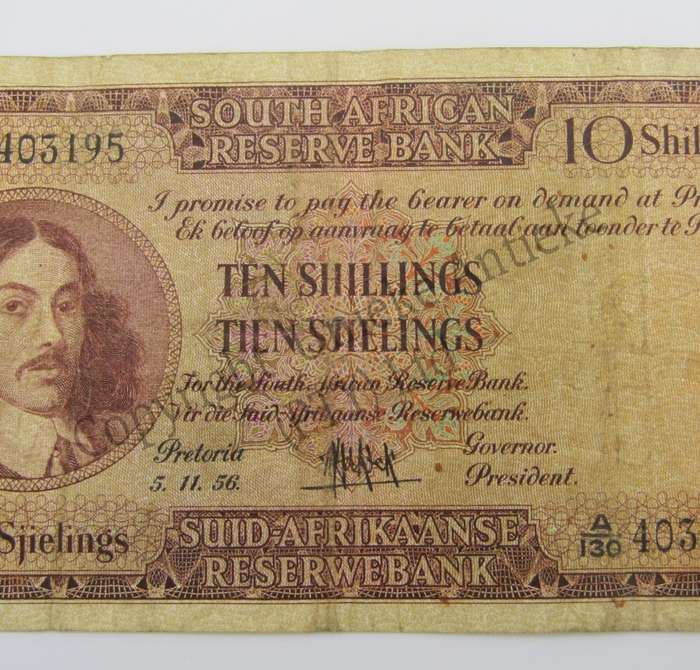 SOUTH AFRICAN
RESERVE BANK
403195
10 Shil
I promise to pay the bearer on demand at Pr
Ek beloof op aanvraag te betaal aan toonder te P
TEN SHILLINGS
TIEN SJIELINGS
For the South African Reserve Bank.
Vir die Suid-Afrikaanse Reserwebank.
Pretoria
5. 11. 56.
Governor.
President.
Sjielings
SUID-AFRIKAANSE
RESERWEBANK
A/130 403
Copyright